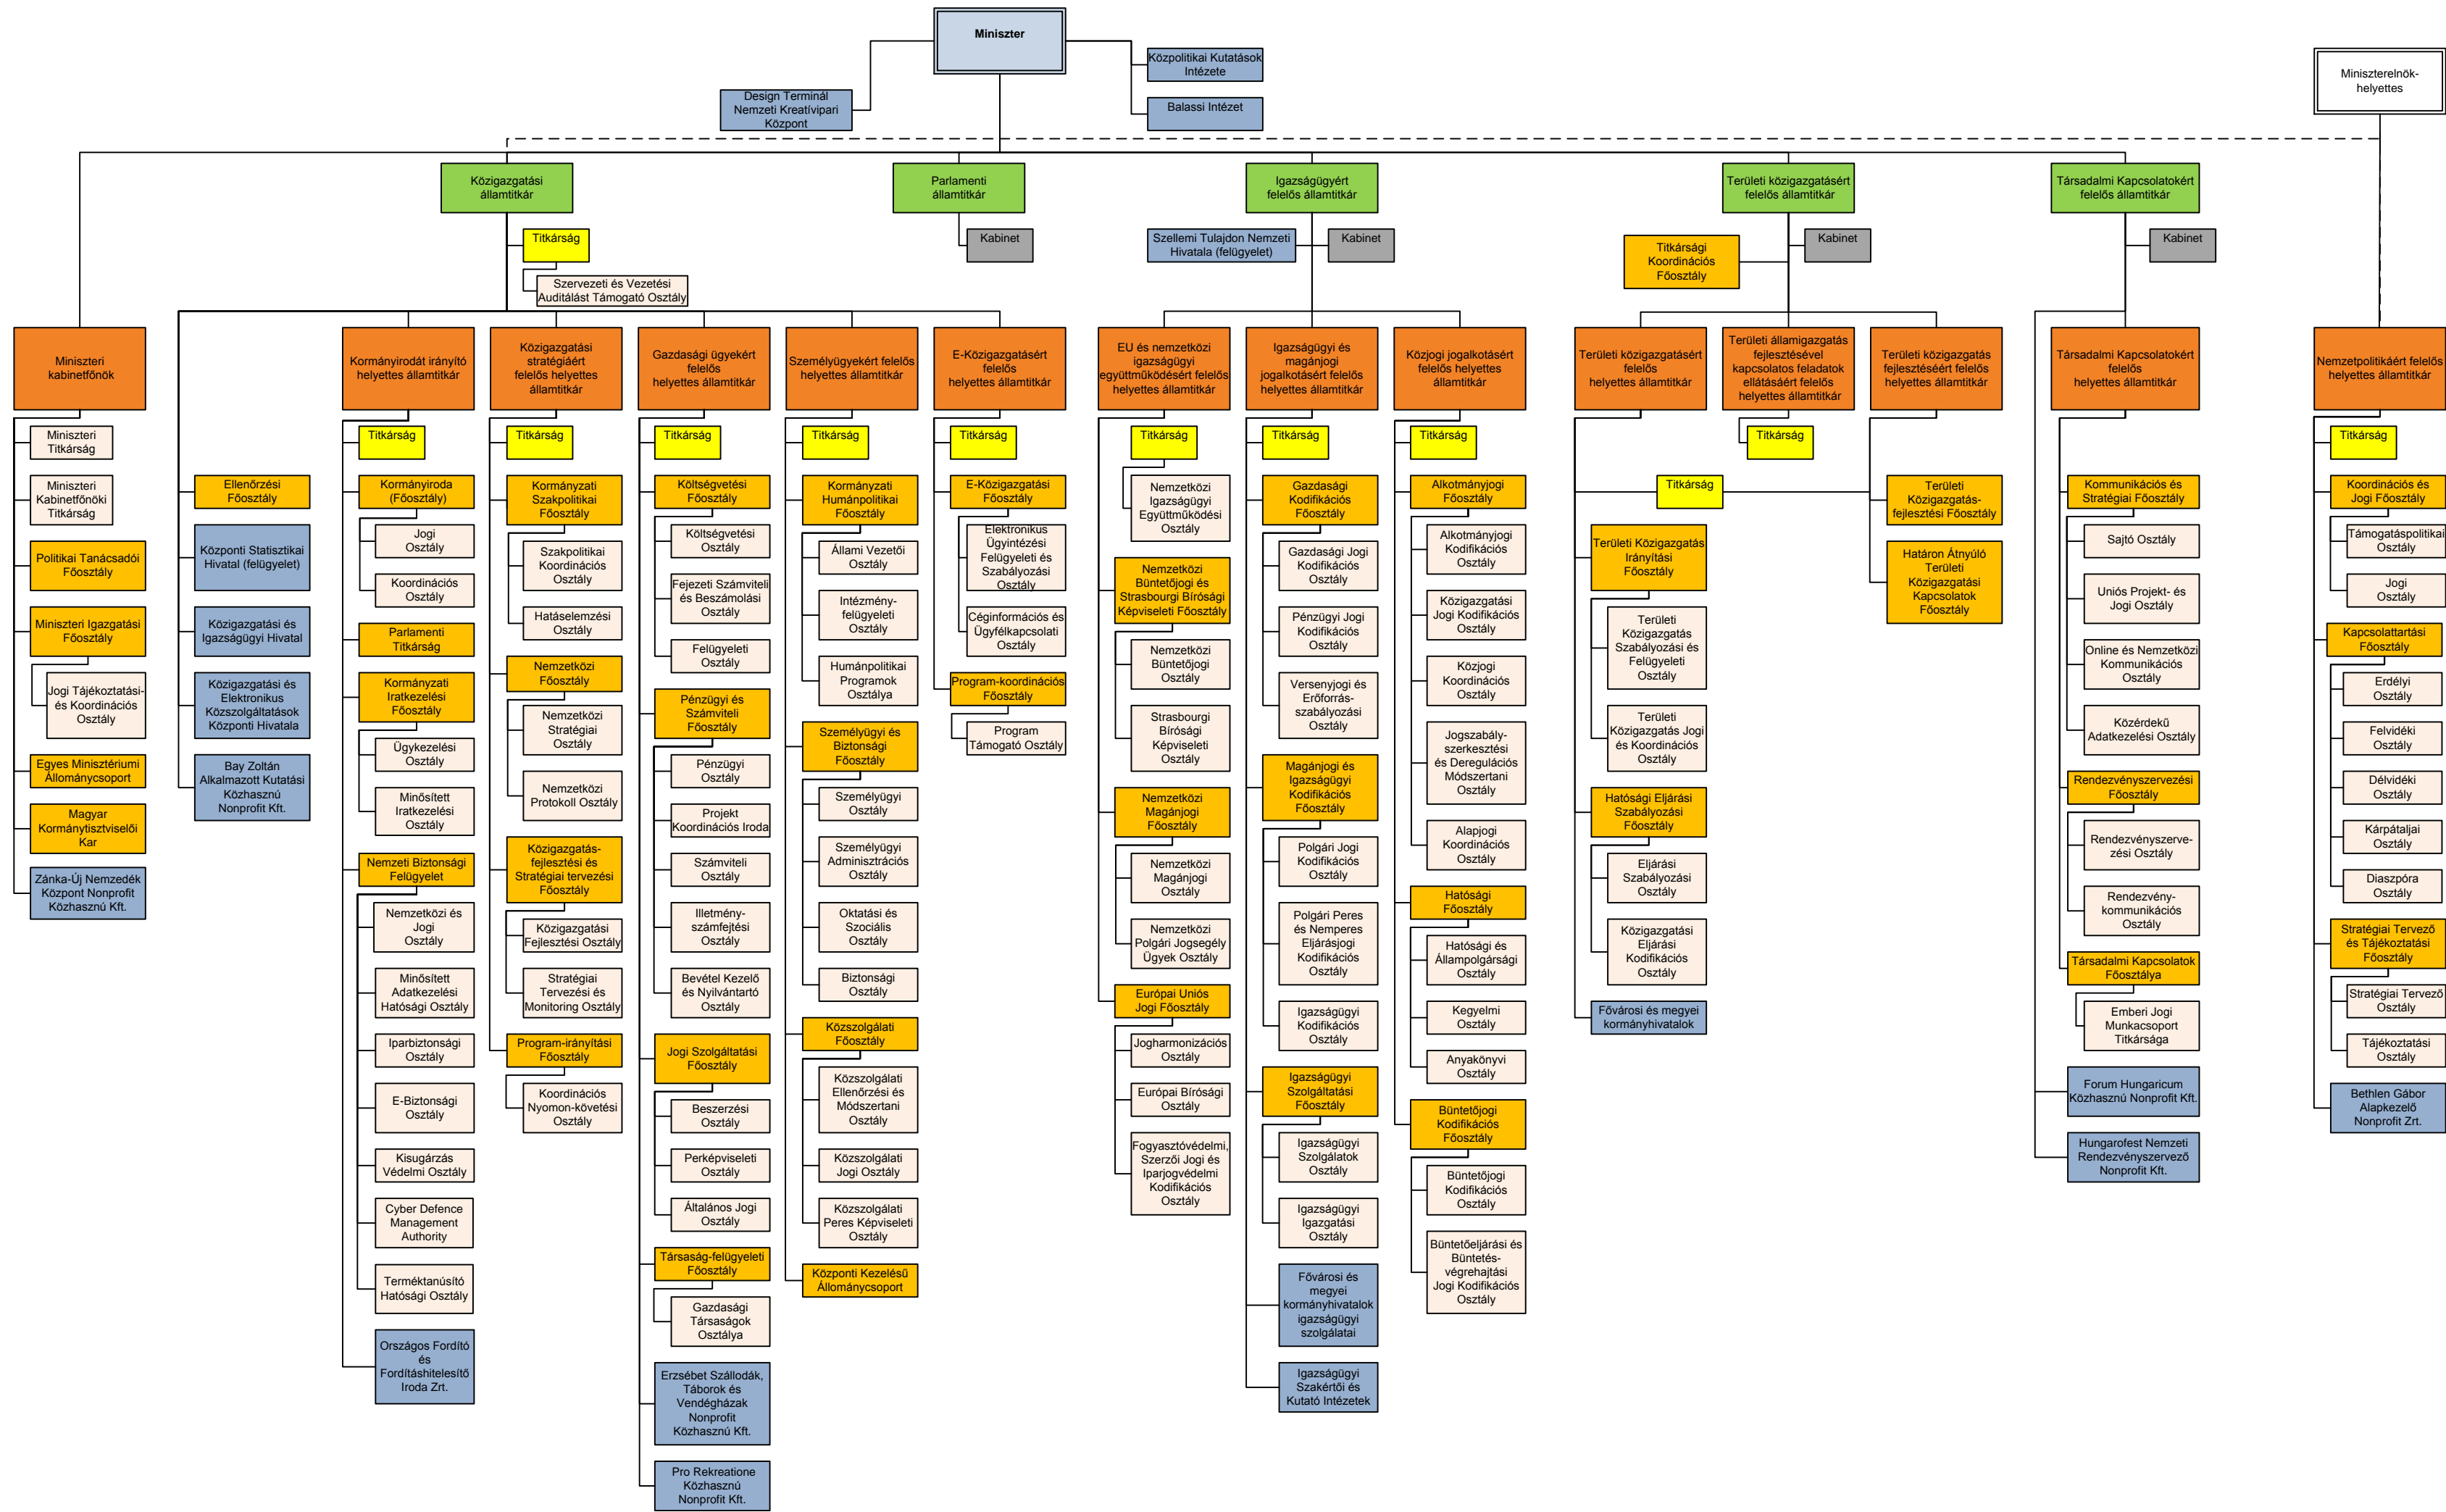 Miniszter
Közpolitikai Kutatások
Intézete
Miniszterelnök-
helyettes
Design Terminál
Nemzeti Kreatívipari
Központ
Balassi Intézet
Közigazgatási
államtitkár
Parlamenti
államtitkár
Igazságügyért
felelős államtitkár
Területi közigazgatásért
felelős államtitkár
Társadalmi Kapcsolatokért
felelős államtitkár
Titkárság
Szervezeti és Vezetési
Auditálást Támogató Osztály
Kabinet
Szellemi Tulajdon Nemzeti
Hivatala (felügyelet)
Kabinet
Titkársági
Koordinációs
Főosztály
Kabinet
Kabinet
Miniszteri
kabinetfőnök
Miniszteri
Titkárság
Miniszteri
Kabinetfőnöki
Titkárság
Politikai Tanácsadói
Főosztály
Miniszteri Igazgatási
Főosztály
Jogi Tájékoztatási-
és Koordinációs
Osztály
Egyes Minisztériumi
Állománycsoport
Magyar
Kormánytisztviselői
Kar
Zánka-Új Nemzedék
Központ Nonprofit
Közhasznú Kft.
Ellenőrzési
Főosztály
Központi Statisztikai
Hivatal (felügyelet)
Közigazgatási és
Igazságügyi Hivatal
Közigazgatási és
Elektronikus
Közszolgáltatások
Központi Hivatala
Bay Zoltán
Alkalmazott Kutatási
Közhasznú
Nonprofit Kft.
Kormányirodát irányító
helyettes államtitkár
Titkárság
Kormányiroda
(Főosztály)
Jogi
Osztály
Koordinációs
Osztály
Parlamenti
Titkárság
Kormányzati
Iratkezelési
Főosztály
Ügykezelési
Osztály
Minősített
Iratkezelési
Osztály
Nemzeti Biztonsági
Felügyelet
Nemzetközi és
Jogi
Osztály
Minősített
Adatkezelési
Hatósági Osztály
Iparbiztonsági
Osztály
E-Biztonsági
Osztály
Kisugárzás
Védelmi Osztály
Cyber Defence
Management
Authority
Terméktanúsító
Hatósági Osztály
Országos Fordító
és
Fordításhitelesítő
Iroda Zrt.
Közigazgatási
stratégiáért
felelős helyettes
államtitkár
Titkárság
Kormányzati
Szakpolitikai
Főosztály
Szakpolitikai
Koordinációs
Osztály
Hatáselemzési
Osztály
Nemzetközi
Főosztály
Nemzetközi
Stratégiai
Osztály
Nemzetközi
Protokoll Osztály
Közigazgatás-
fejlesztési és
Stratégiai tervezési
Főosztály
Közigazgatási
Fejlesztési Osztály
Stratégiai
Tervezési és
Monitoring Osztály
Program-irányítási
Főosztály
Koordinációs
Nyomon-követési
Osztály
Gazdasági ügyekért
felelős
helyettes államtitkár
Titkárság
Költségvetési
Főosztály
Költségvetési
Osztály
Fejezeti Számviteli
és Beszámolási
Osztály
Felügyeleti
Osztály
Pénzügyi és
Számviteli
Főosztály
Pénzügyi
Osztály
Projekt
Koordinációs Iroda
Számviteli
Osztály
Illetmény-
számfejtési
Osztály
Bevétel Kezelő
és Nyilvántartó
Osztály
Jogi Szolgáltatási
Főosztály
Beszerzési
Osztály
Perképviseleti
Osztály
Általános Jogi
Osztály
Társaság-felügyeleti
Főosztály
Gazdasági
Társaságok
Osztálya
Erzsébet Szállodák,
Táborok és
Vendégházak
Nonprofit
Közhasznú Kft.
Pro Rekreatione
Közhasznú
Nonprofit Kft.
Személyügyekért felelős
helyettes államtitkár
Titkárság
Kormányzati
Humánpolitikai
Főosztály
Állami Vezetői
Osztály
Intézmény-
felügyeleti
Osztály
Humánpolitikai
Programok
Osztálya
Személyügyi és
Biztonsági
Főosztály
Személyügyi
Osztály
Személyügyi
Adminisztrációs
Osztály
Oktatási és
Szociális
Osztály
Biztonsági
Osztály
Közszolgálati
Főosztály
Közszolgálati
Ellenőrzési és
Módszertani
Osztály
Közszolgálati
Jogi Osztály
Közszolgálati
Peres Képviseleti
Osztály
Központi Kezelésű
Állománycsoport
E-Közigazgatásért
felelős
helyettes államtitkár
Titkárság
E-Közigazgatási
Főosztály
Elektronikus
Ügyintézési
Felügyeleti és
Szabályozási
Osztály
Céginformációs és
Ügyfélkapcsolati
Osztály
Program-koordinációs
Főosztály
Program
Támogató Osztály
EU és nemzetközi
igazságügyi
együttműködésért felelős
helyettes államtitkár
Titkárság
Nemzetközi
Igazságügyi
Együttműködési
Osztály
Nemzetközi
Büntetőjogi és
Strasbourgi Bírósági
Képviseleti Főosztály
Nemzetközi
Büntetőjogi
Osztály
Strasbourgi
Bírósági
Képviseleti
Osztály
Nemzetközi
Magánjogi
Főosztály
Nemzetközi
Magánjogi
Osztály
Nemzetközi
Polgári Jogsegély
Ügyek Osztály
Európai Uniós
Jogi Főosztály
Jogharmonizációs
Osztály
Európai Bírósági
Osztály
Fogyasztóvédelmi,
Szerzői Jogi és
Iparjogvédelmi
Kodifikációs
Osztály
Igazságügyi és
magánjogi
jogalkotásért felelős
helyettes államtitkár
Titkárság
Gazdasági
Kodifikációs
Főosztály
Gazdasági Jogi
Kodifikációs
Osztály
Pénzügyi Jogi
Kodifikációs
Osztály
Versenyjogi és
Erőforrás-
szabályozási
Osztály
Magánjogi és
Igazságügyi
Kodifikációs
Főosztály
Polgári Jogi
Kodifikációs
Osztály
Polgári Peres
és Nemperes
Eljárásjogi
Kodifikációs
Osztály
Igazságügyi
Kodifikációs
Osztály
Igazságügyi
Szolgáltatási
Főosztály
Igazságügyi
Szolgálatok
Osztály
Igazságügyi
Igazgatási
Osztály
Fővárosi és
megyei
kormányhivatalok
igazságügyi
szolgálatai
Igazságügyi
Szakértői és
Kutató Intézetek
Közjogi jogalkotásért
felelős helyettes
államtitkár
Titkárság
Alkotmányjogi
Főosztály
Alkotmányjogi
Kodifikációs
Osztály
Közigazgatási
Jogi Kodifikációs
Osztály
Közjogi
Koordinációs
Osztály
Jogszabály-
szerkesztési
és Deregulációs
Módszertani
Osztály
Alapjogi
Koordinációs
Osztály
Hatósági
Főosztály
Hatósági és
Állampolgársági
Osztály
Kegyelmi
Osztály
Anyakönyvi
Osztály
Büntetőjogi
Kodifikációs
Főosztály
Büntetőjogi
Kodifikációs
Osztály
Büntetőeljárási és
Büntetés-
végrehajtási
Jogi Kodifikációs
Osztály
Területi közigazgatásért
felelős
helyettes államtitkár
Titkárság
Területi Közigazgatás
Irányítási
Főosztály
Területi
Közigazgatás
Szabályozási és
Felügyeleti
Osztály
Területi
Közigazgatás Jogi
és Koordinációs
Osztály
Hatósági Eljárási
Szabályozási
Főosztály
Eljárási
Szabályozási
Osztály
Közigazgatási
Eljárási
Kodifikációs
Osztály
Fővárosi és megyei
kormányhivatalok
Területi államigazgatás
fejlesztésével
kapcsolatos feladatok
ellátásáért felelős
helyettes államtitkár
Titkárság
Területi közigazgatás
fejlesztéséért felelős
helyettes államtitkár
Területi
Közigazgatás-
fejlesztési Főosztály
Határon Átnyúló
Területi
Közigazgatási
Kapcsolatok
Főosztály
Társadalmi Kapcsolatokért
felelős
helyettes államtitkár
Kommunikációs és
Stratégiai Főosztály
Sajtó Osztály
Uniós Projekt- és
Jogi Osztály
Online és Nemzetközi
Kommunikációs
Osztály
Közérdekű
Adatkezelési Osztály
Rendezvényszervezési
Főosztály
Rendezvényszerve-
zési Osztály
Rendezvény-
kommunikációs
Osztály
Társadalmi Kapcsolatok
Főosztálya
Emberi Jogi
Munkacsoport
Titkársága
Forum Hungaricum
Közhasznú Nonprofit Kft.
Hungarofest Nemzeti
Rendezvényszervező
Nonprofit Kft.
Nemzetpolitikáért felelős
helyettes államtitkár
Titkárság
Koordinációs és
Jogi Főosztály
Támogatáspolitikai
Osztály
Jogi
Osztály
Kapcsolattartási
Főosztály
Erdélyi
Osztály
Felvidéki
Osztály
Délvidéki
Osztály
Kárpátaljai
Osztály
Diaszpóra
Osztály
Stratégiai Tervező
és Tájékoztatási
Főosztály
Stratégiai Tervező
Osztály
Tájékoztatási
Osztály
Bethlen Gábor
Alapkezelő
Nonprofit Zrt.